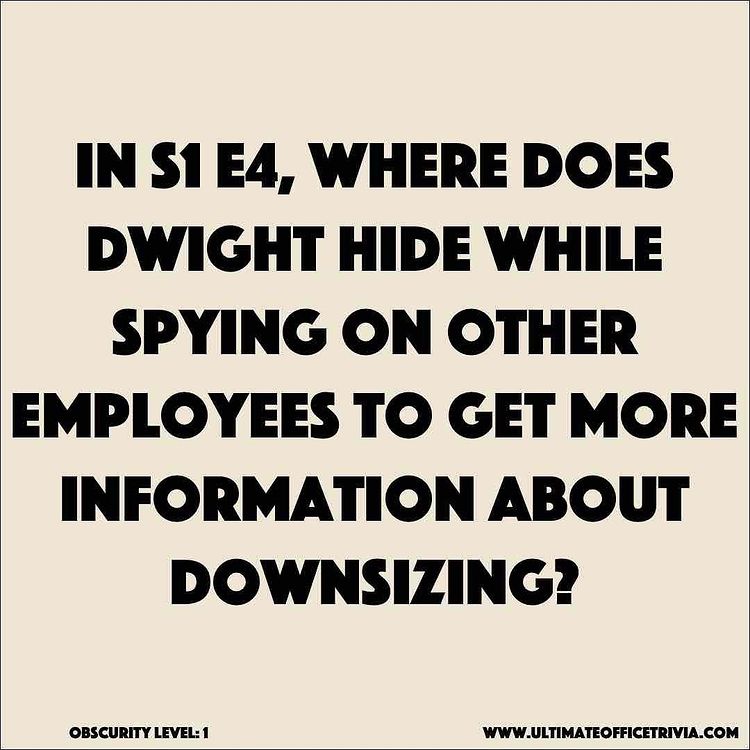 IN S1 E4, WHERE DOES
DWIGHT HIDE WHILE
SPYING ON OTHER
EMPLOYEES TO GET MORE
INFORMATION ABOUT
DOWNSIZING?
OBSCURITY LEVEL: 1
WWW.ULTIMATEOFFICETRIVIA.COM